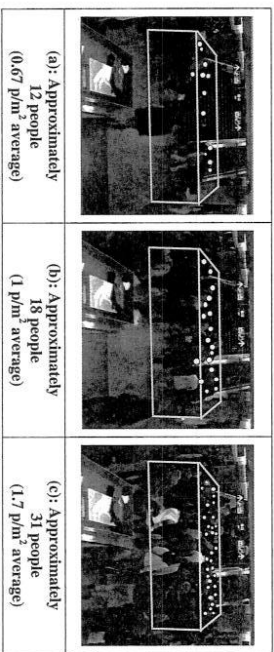 (a): Approximately
12 people
(0.67 p/m² average)
(b): Approximately
18 people
(1 p/m² average)
(c): Approximately
31 people
(1.7 p/m² average)